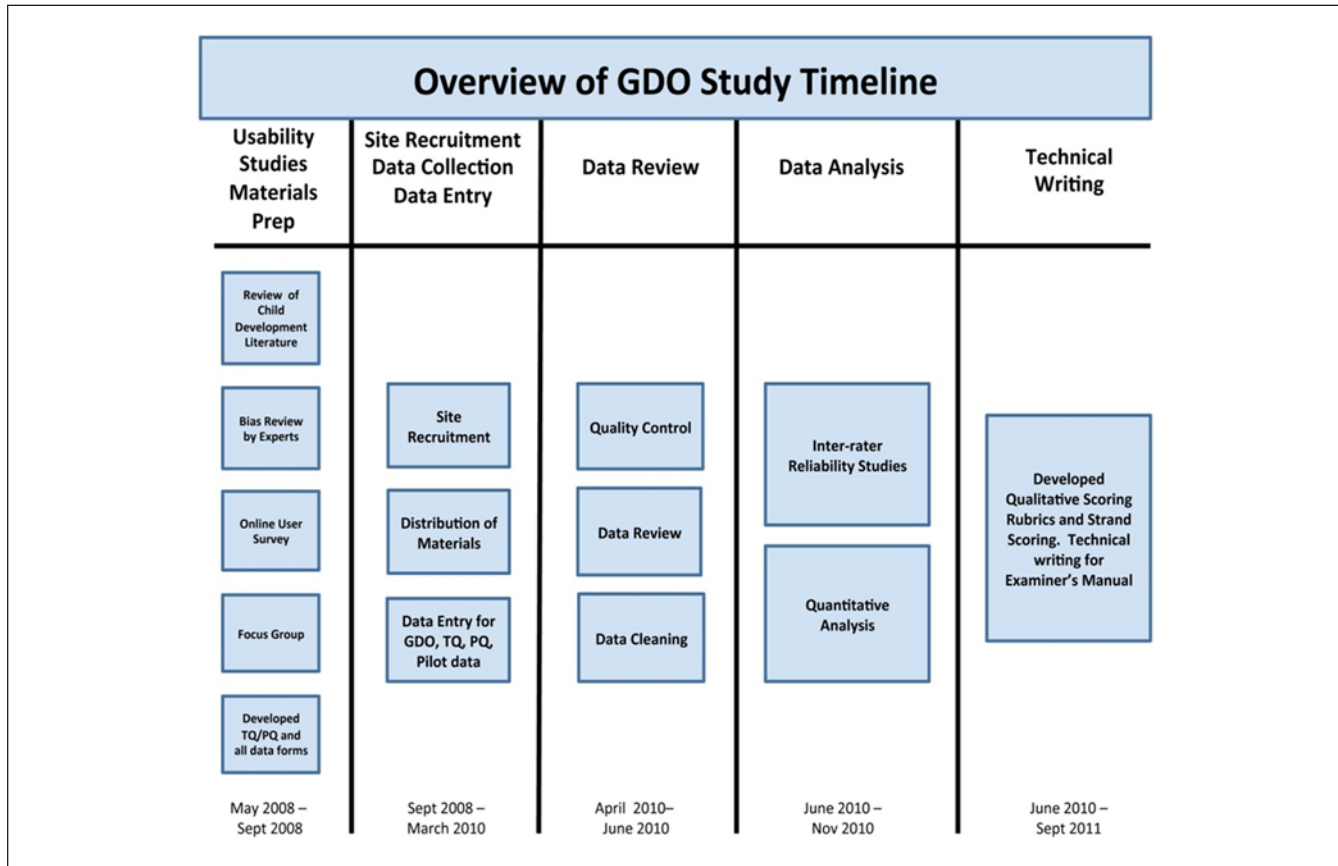 Overview of GDO Study Timeline
Usability
Studies
Materials
Prep
Site Recruitment
Data Collection
Data Entry
Data Review
Data Analysis
Technical
Writing
Review of
Child
Development
Literature
Bias Review
by Experts
Online User
Survey
Focus Group
Developed
TQ/PQ and
all data forms
Site
Recruitment
Distribution of
Materials
Data Entry for
GDO, TQ, PQ,
Pilot data
Quality Control
Data Review
Data Cleaning
Inter-rater
Reliability Studies
Quantitative
Analysis
Developed
Qualitative Scoring
Rubrics and Strand
Scoring. Technical
writing for
Examiner's Manual
May 2008 –
Sept 2008
Sept 2008 –
March 2010
April 2010–
June 2010
June 2010 –
Nov 2010
June 2010 –
Sept 2011